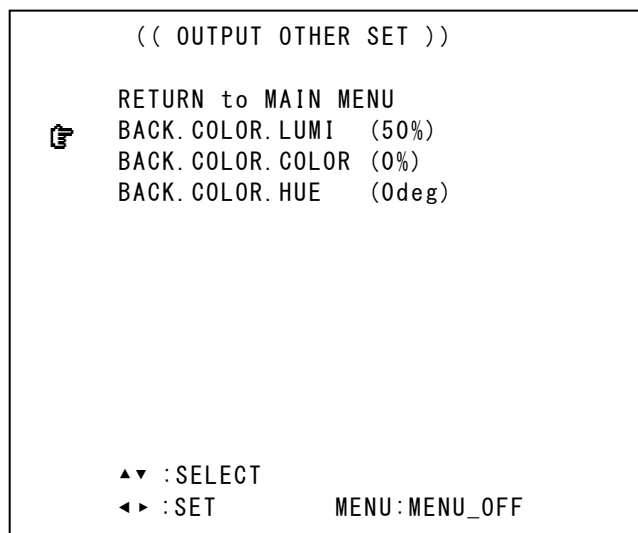 (( OUTPUT OTHER SET ))
RETURN to MAIN MENU
BACK.COLOR.LUMI (50%)
BACK.COLOR.COLOR (0%)
BACK.COLOR.HUE (0deg)
▲▼ :SELECT
◄► :SET MENU:MENU_OFF